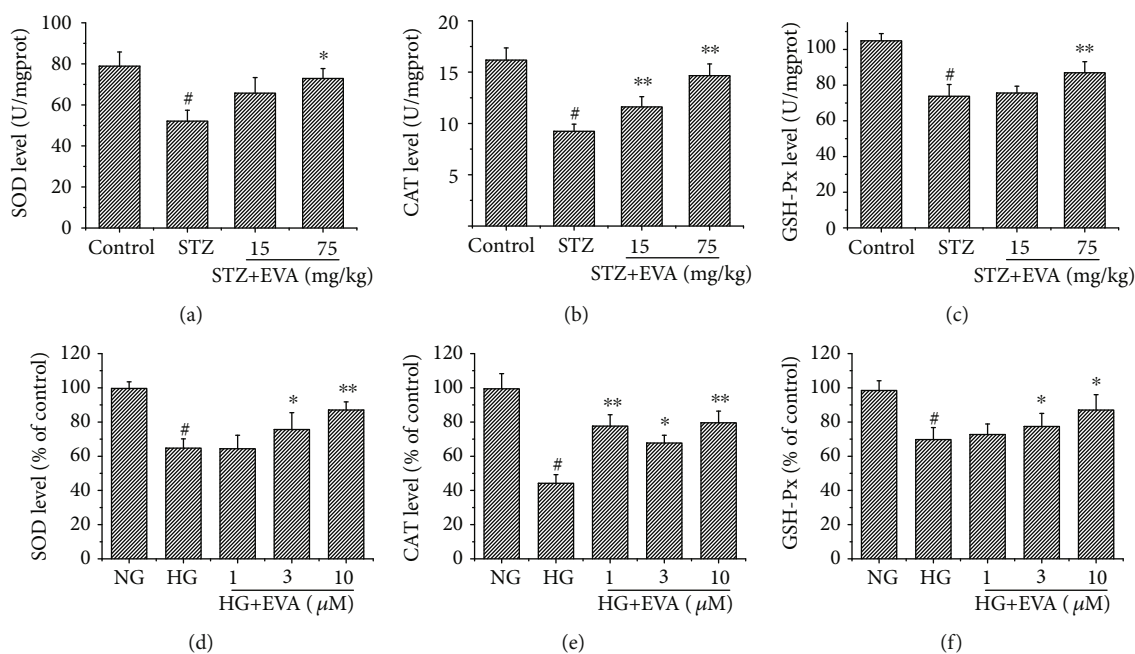 SOD level (U/mgprot)
100
80
60
40
20
0
#
*
Control STZ 15 75
STZ+EVA (mg/kg)
(a)
CAT level (U/mgprot)
20
15
10
5
#
**
**
Control STZ 15 75
STZ+EVA (mg/kg)
(b)
GSH-Px level (U/mgprot)
100
80
60
40
20
0
#
**
Control STZ 15 75
STZ+EVA (mg/kg)
(c)
SOD level (% of control)
120
100
80
60
40
20
0
#
*
**
NG HG 1 3 10
HG+EVA ( μM)
(d)
CAT level (% of control)
120
100
80
60
40
20
0
#
**
*
**
NG HG 1 3 10
HG+EVA ( μM)
(e)
GSH-Px (% of control)
120
100
80
60
40
20
0
#
*
*
NG HG 1 3 10
HG+EVA ( μM)
(f)